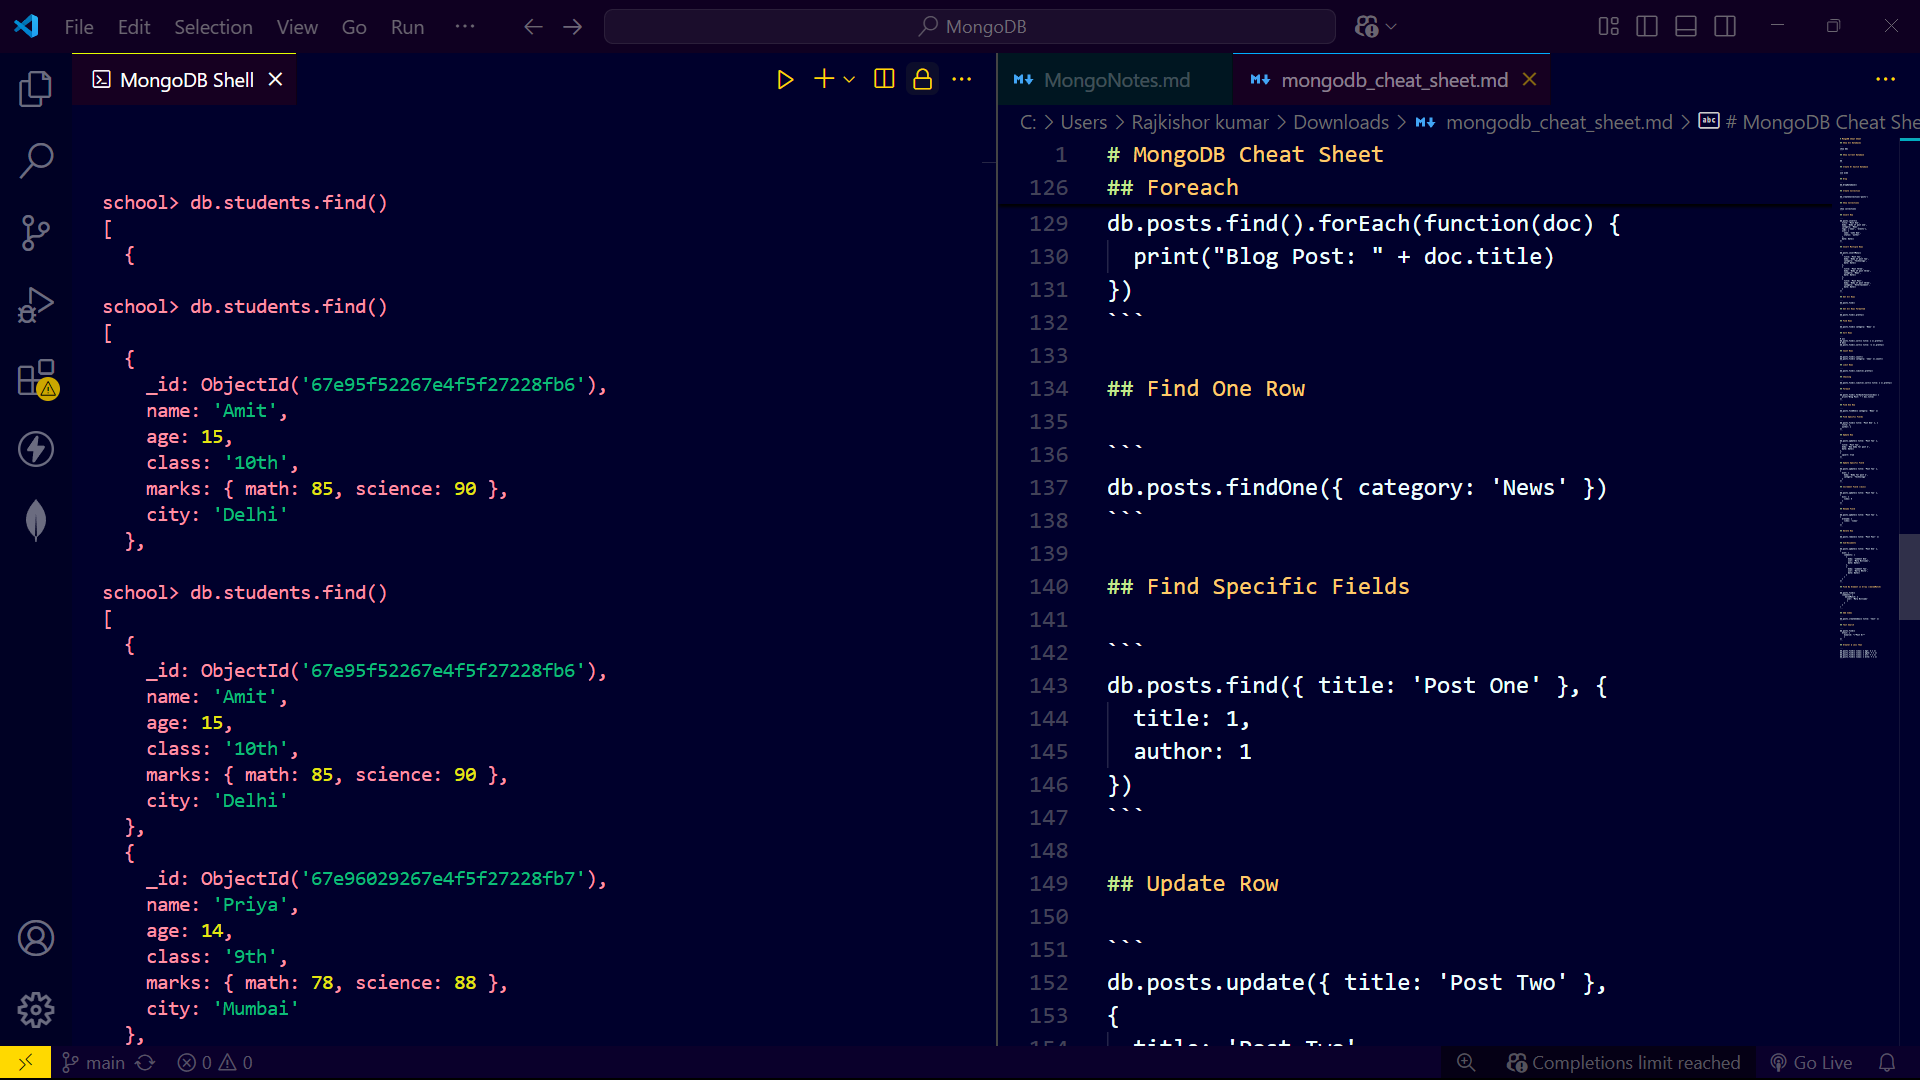 File Edit Selection View Go Run ···
MongoDB
MongoDB Shell
MongoNotes.md
mongodb_cheat_sheet.md
C: > Users > Rajkishor kumar > Downloads > mongodb_cheat_sheet.md > # MongoDB Cheat She
school> db.students.find()
[
{
school> db.students.find()
[
{
_id: ObjectId('67e95f52267e4f5f27228fb6'),
name: 'Amit',
age: 15,
class: '10th',
marks: { math: 85, science: 90 },
city: 'Delhi'
},
school> db.students.find()
[
{
_id: ObjectId('67e95f52267e4f5f27228fb6'),
name: 'Amit',
age: 15,
class: '10th',
marks: { math: 85, science: 90 },
city: 'Delhi'
},
{
_id: ObjectId('67e96029267e4f5f27228fb7'),
name: 'Priya',
age: 14,
class: '9th',
marks: { math: 78, science: 88 },
city: 'Mumbai'
},
1 # MongoDB Cheat Sheet
126 ## Foreach
129 db.posts.find().forEach(function(doc) {
130 print("Blog Post: " + doc.title)
131 })
132 ```
133
134 ## Find One Row
135
136 ```
137 db.posts.findOne({ category: 'News' })
138 ```
139
140 ## Find Specific Fields
141
142 ```
143 db.posts.find({ title: 'Post One' }, {
144 title: 1,
145 author: 1
146 })
147 ```
148
149 ## Update Row
150
151 ```
152 db.posts.update({ title: 'Post Two' },
153 {
154 title: 'Post Two'
main 0 0
Completions limit reached Go Live